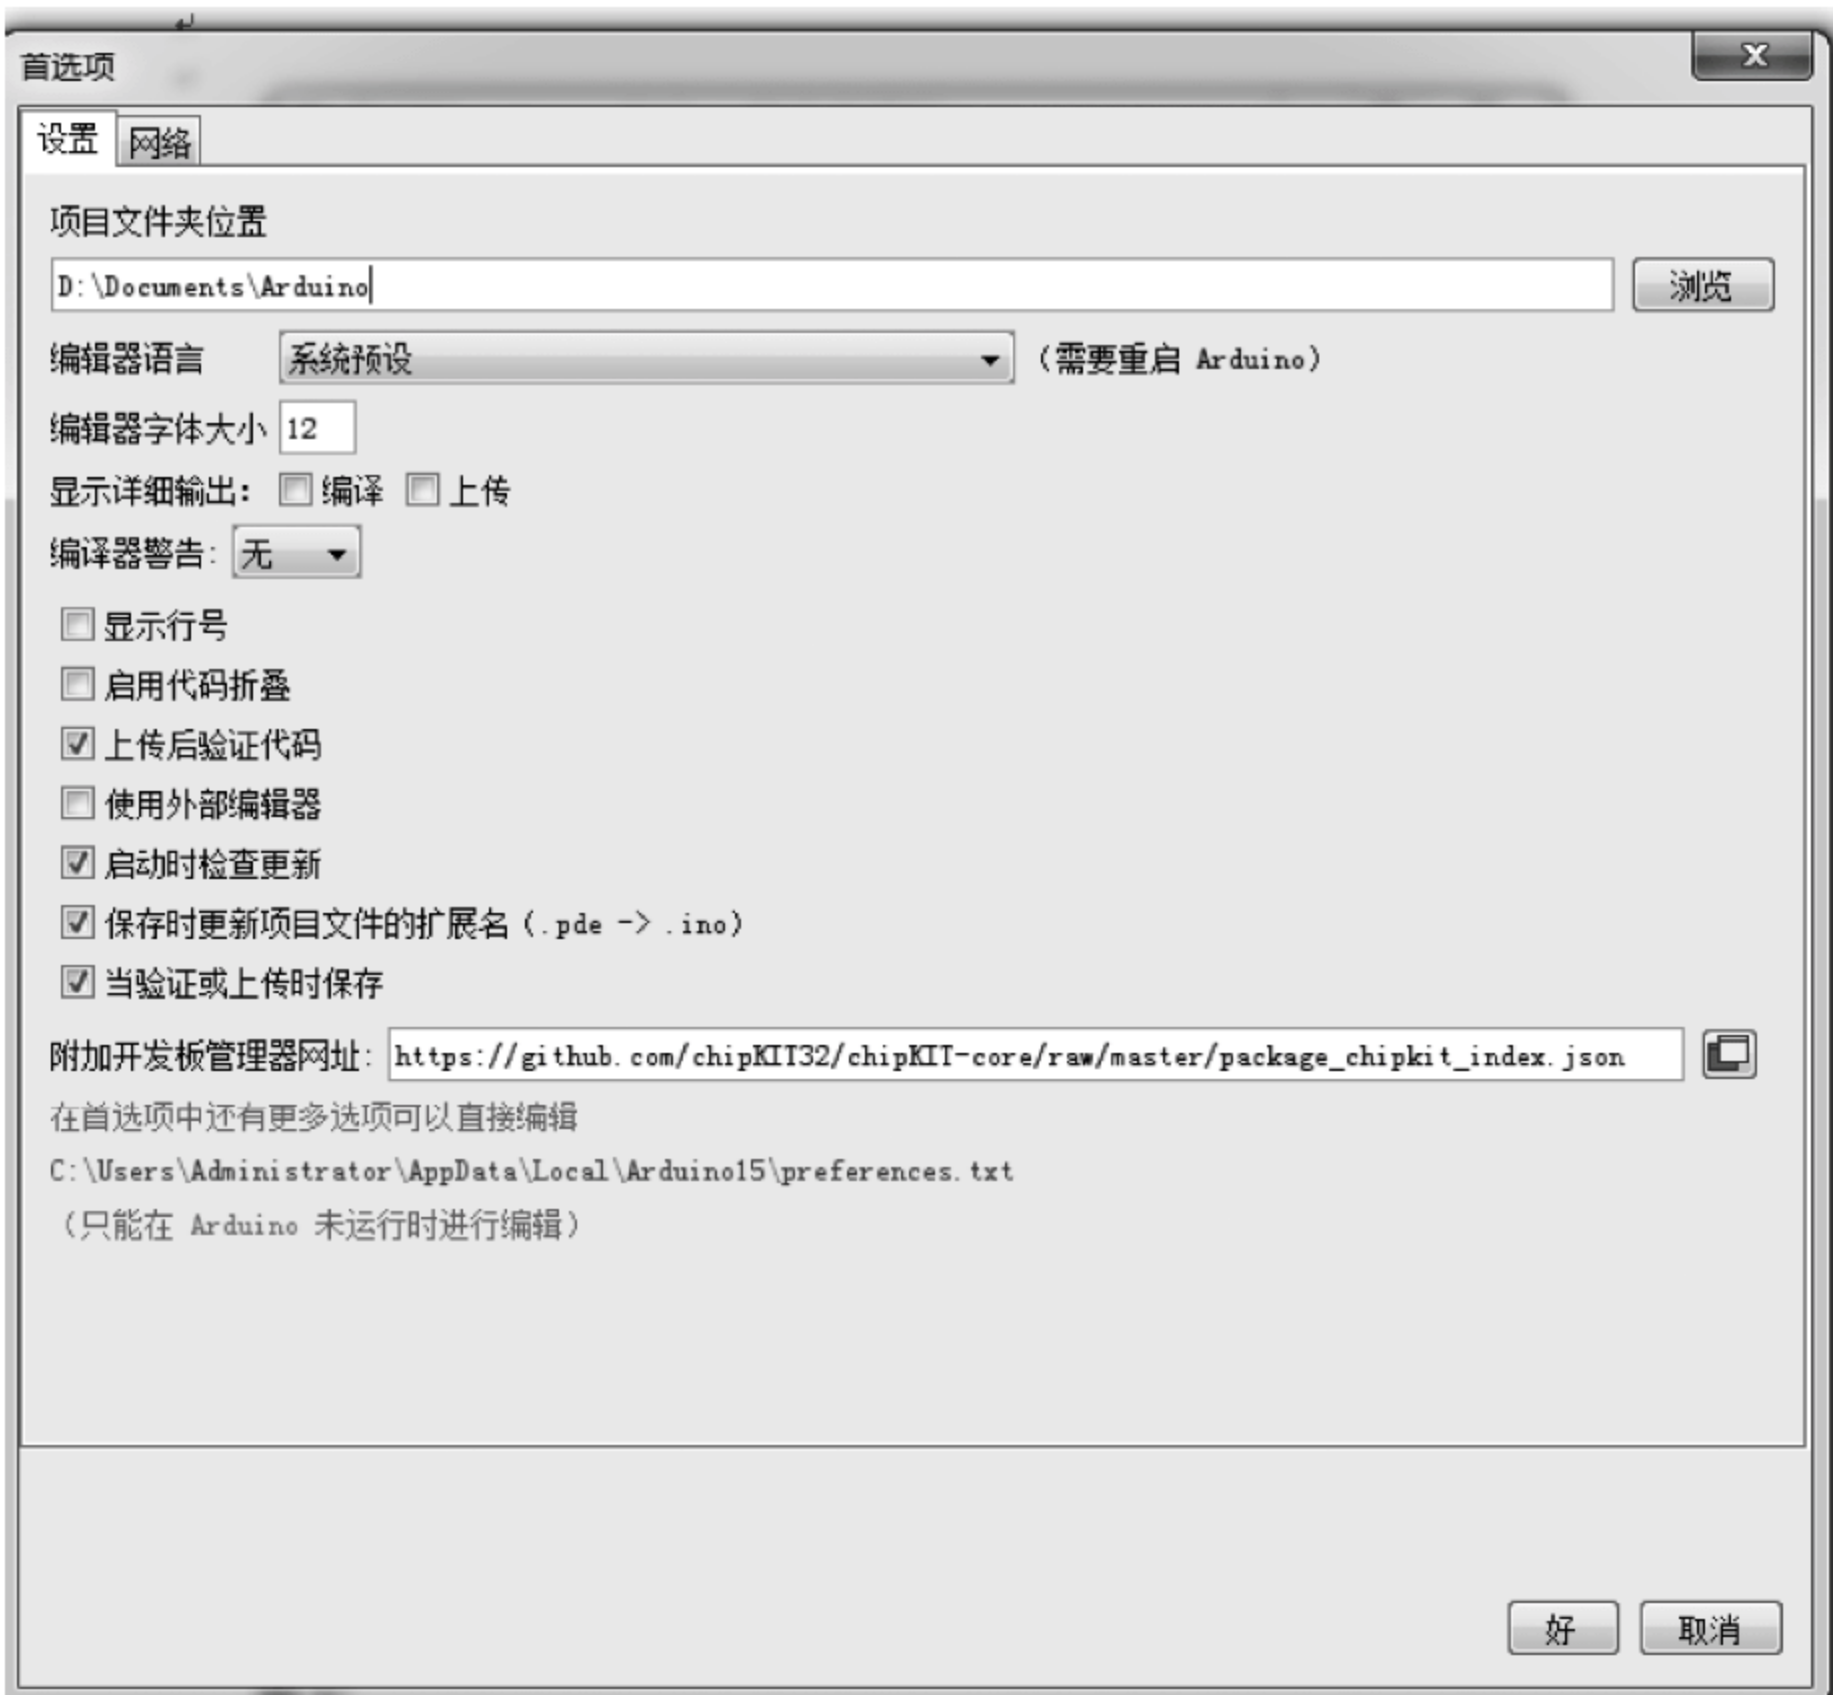 首选项
设置 网络
项目文件夹位置
D:\Documents\Arduino 浏览
编辑器语言 系统预设 (需要重启 Arduino)
编辑器字体大小 12
显示详细输出: 编译 上传
编译器警告: 无
显示行号
启用代码折叠
上传后验证代码
使用外部编辑器
启动时检查更新
保存时更新项目文件的扩展名 (.pde -> .ino)
当验证或上传时保存
附加开发板管理器网址: https://github.com/chipKIT32/chipKIT-core/raw/master/package_chipkit_index.json
在首选项中还有更多选项可以直接编辑
C:\Users\Administrator\AppData\Local\Arduino15\preferences.txt
(只能在 Arduino 未运行时进行编辑)
好 取消